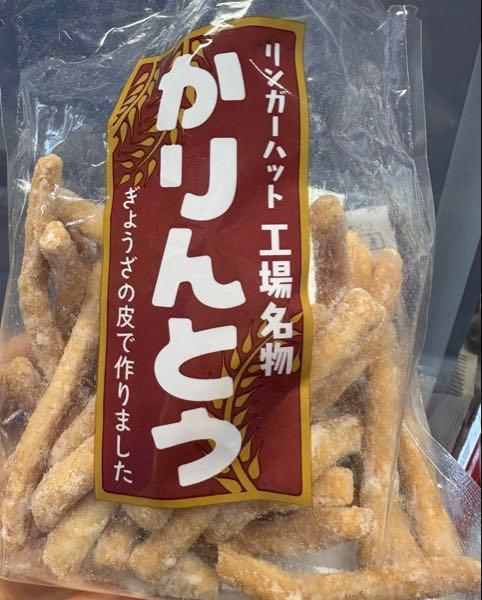 リンガーハット 工場名物
かりんとう
ぎょうざの皮で作りました